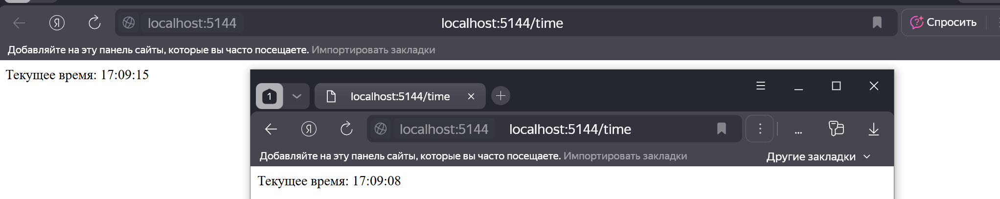 Я localhost:5144 localhost:5144/time Спросить
Добавляйте на эту панель сайты, которые вы часто посещаете. Импортировать закладки
Текущее время: 17:09:15
1 localhost:5144/time
Я localhost:5144 localhost:5144/time ...
Добавляйте на эту панель сайты, которые вы часто посещаете. Импортировать закладки Другие закладки
Текущее время: 17:09:08